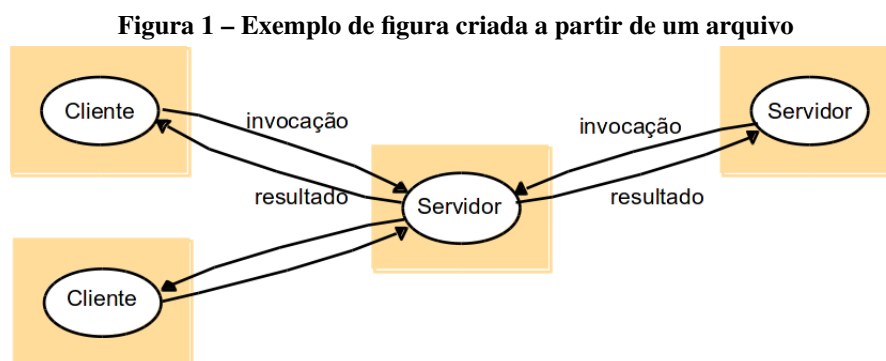 Figura 1 – Exemplo de figura criada a partir de um arquivo
Cliente
invocação
resultado
Servidor
invocação
resultado
Servidor
Cliente